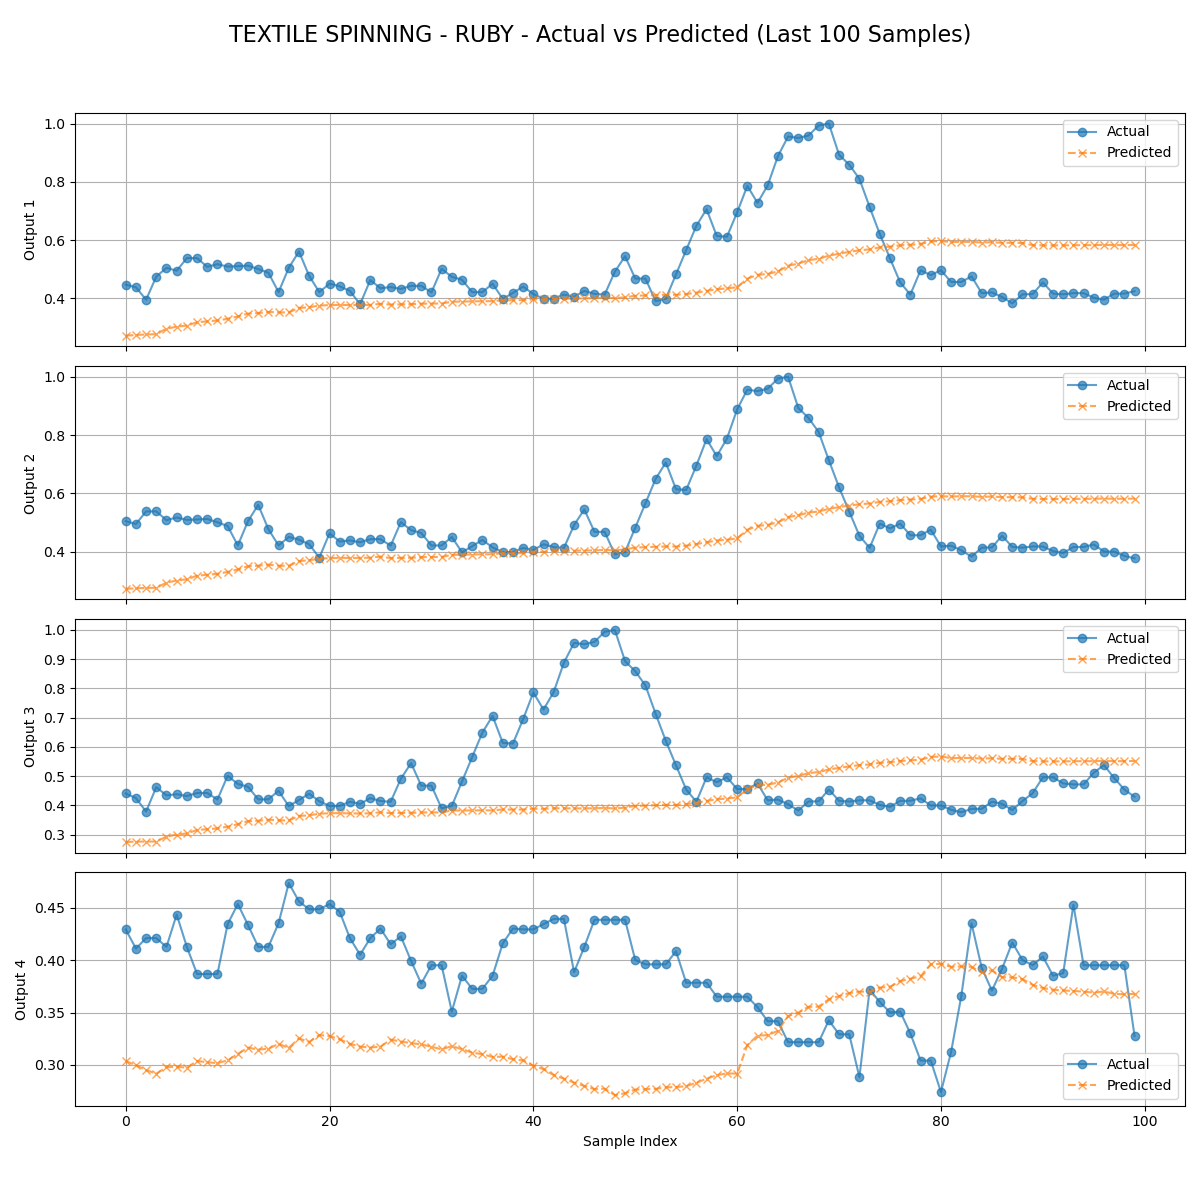 TEXTILE SPINNING - RUBY - Actual vs Predicted (Last 100 Samples)
1.0
0.8
0.6
0.4
Output 1
Actual
Predicted
1.0
0.8
0.6
0.4
Output 2
Actual
Predicted
1.0
0.9
0.8
0.7
0.6
0.5
0.4
0.3
Output 3
Actual
Predicted
0.45
0.40
0.35
0.30
Output 4
Actual
Predicted
0 20 40 60 80 100
Sample Index